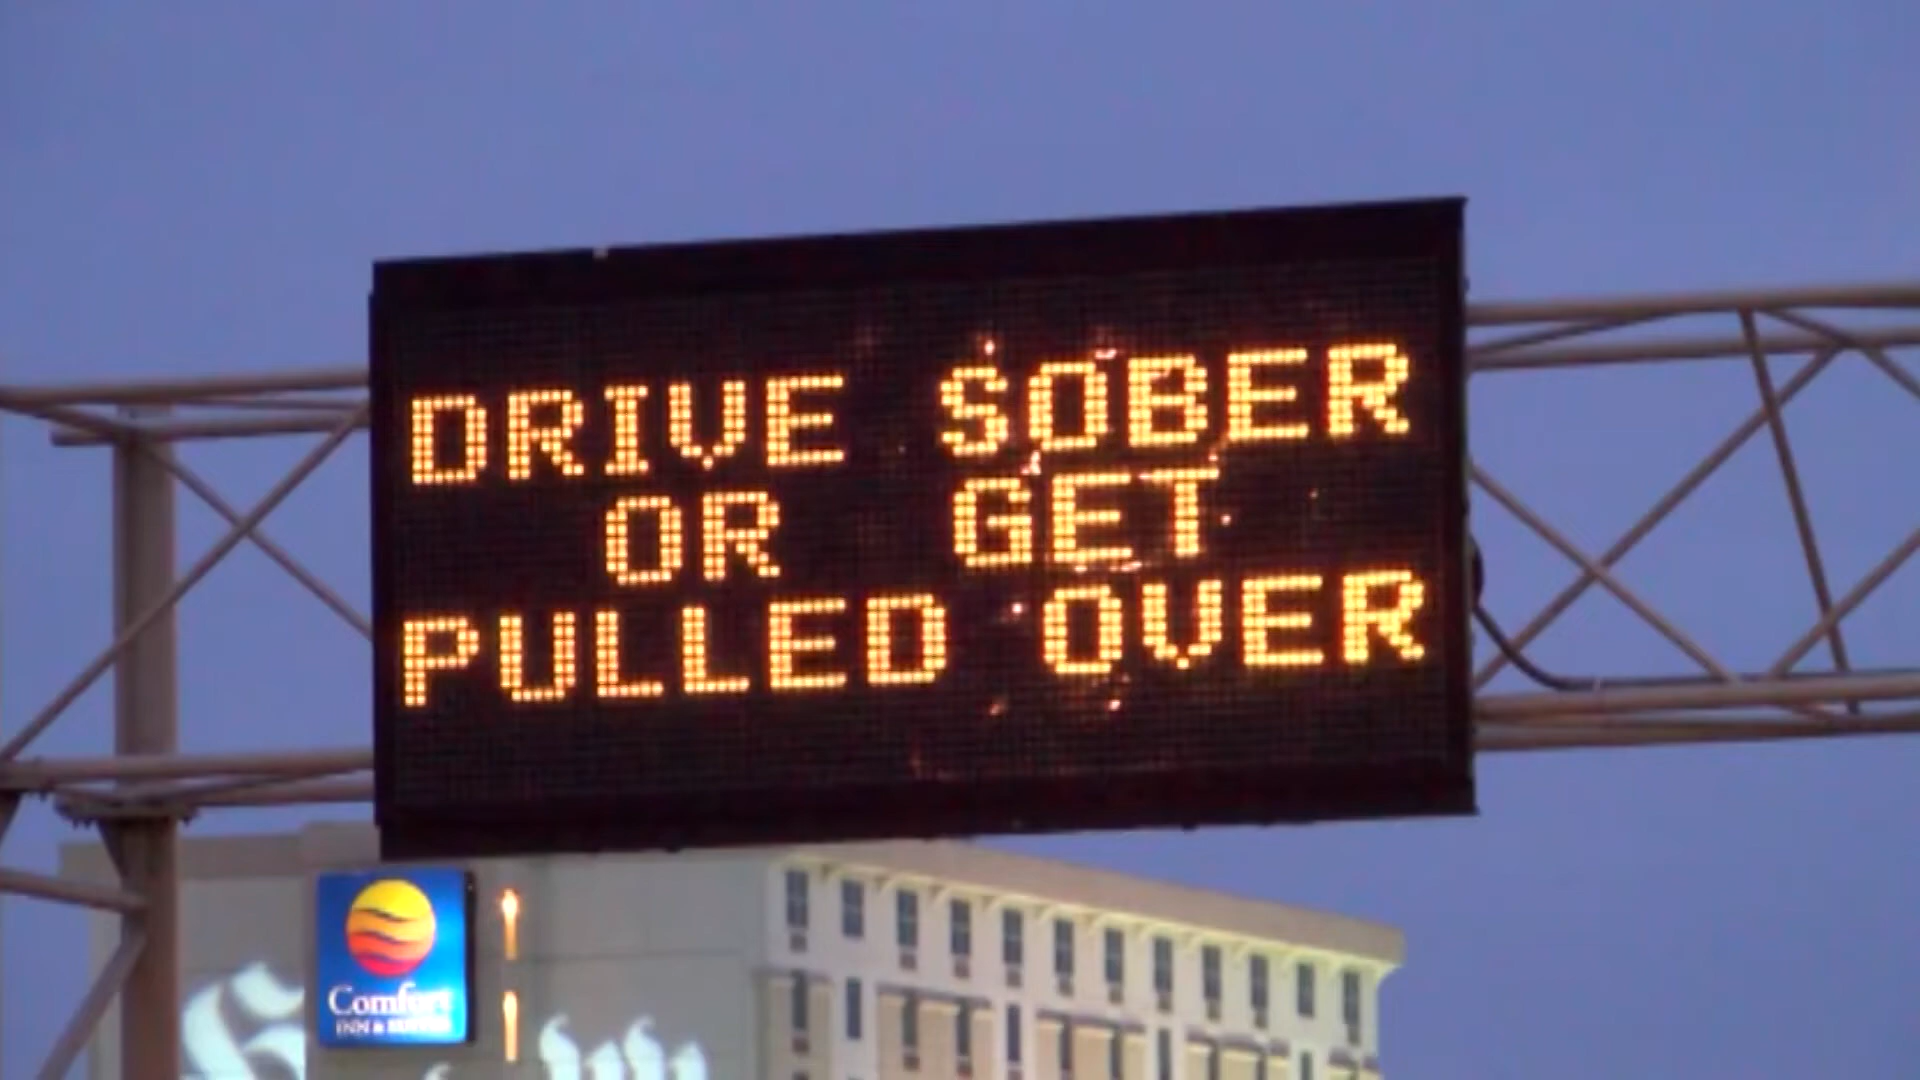 DRIVE SOBER
OR GET
PULLED OVER
Comfort
INN & SUITES